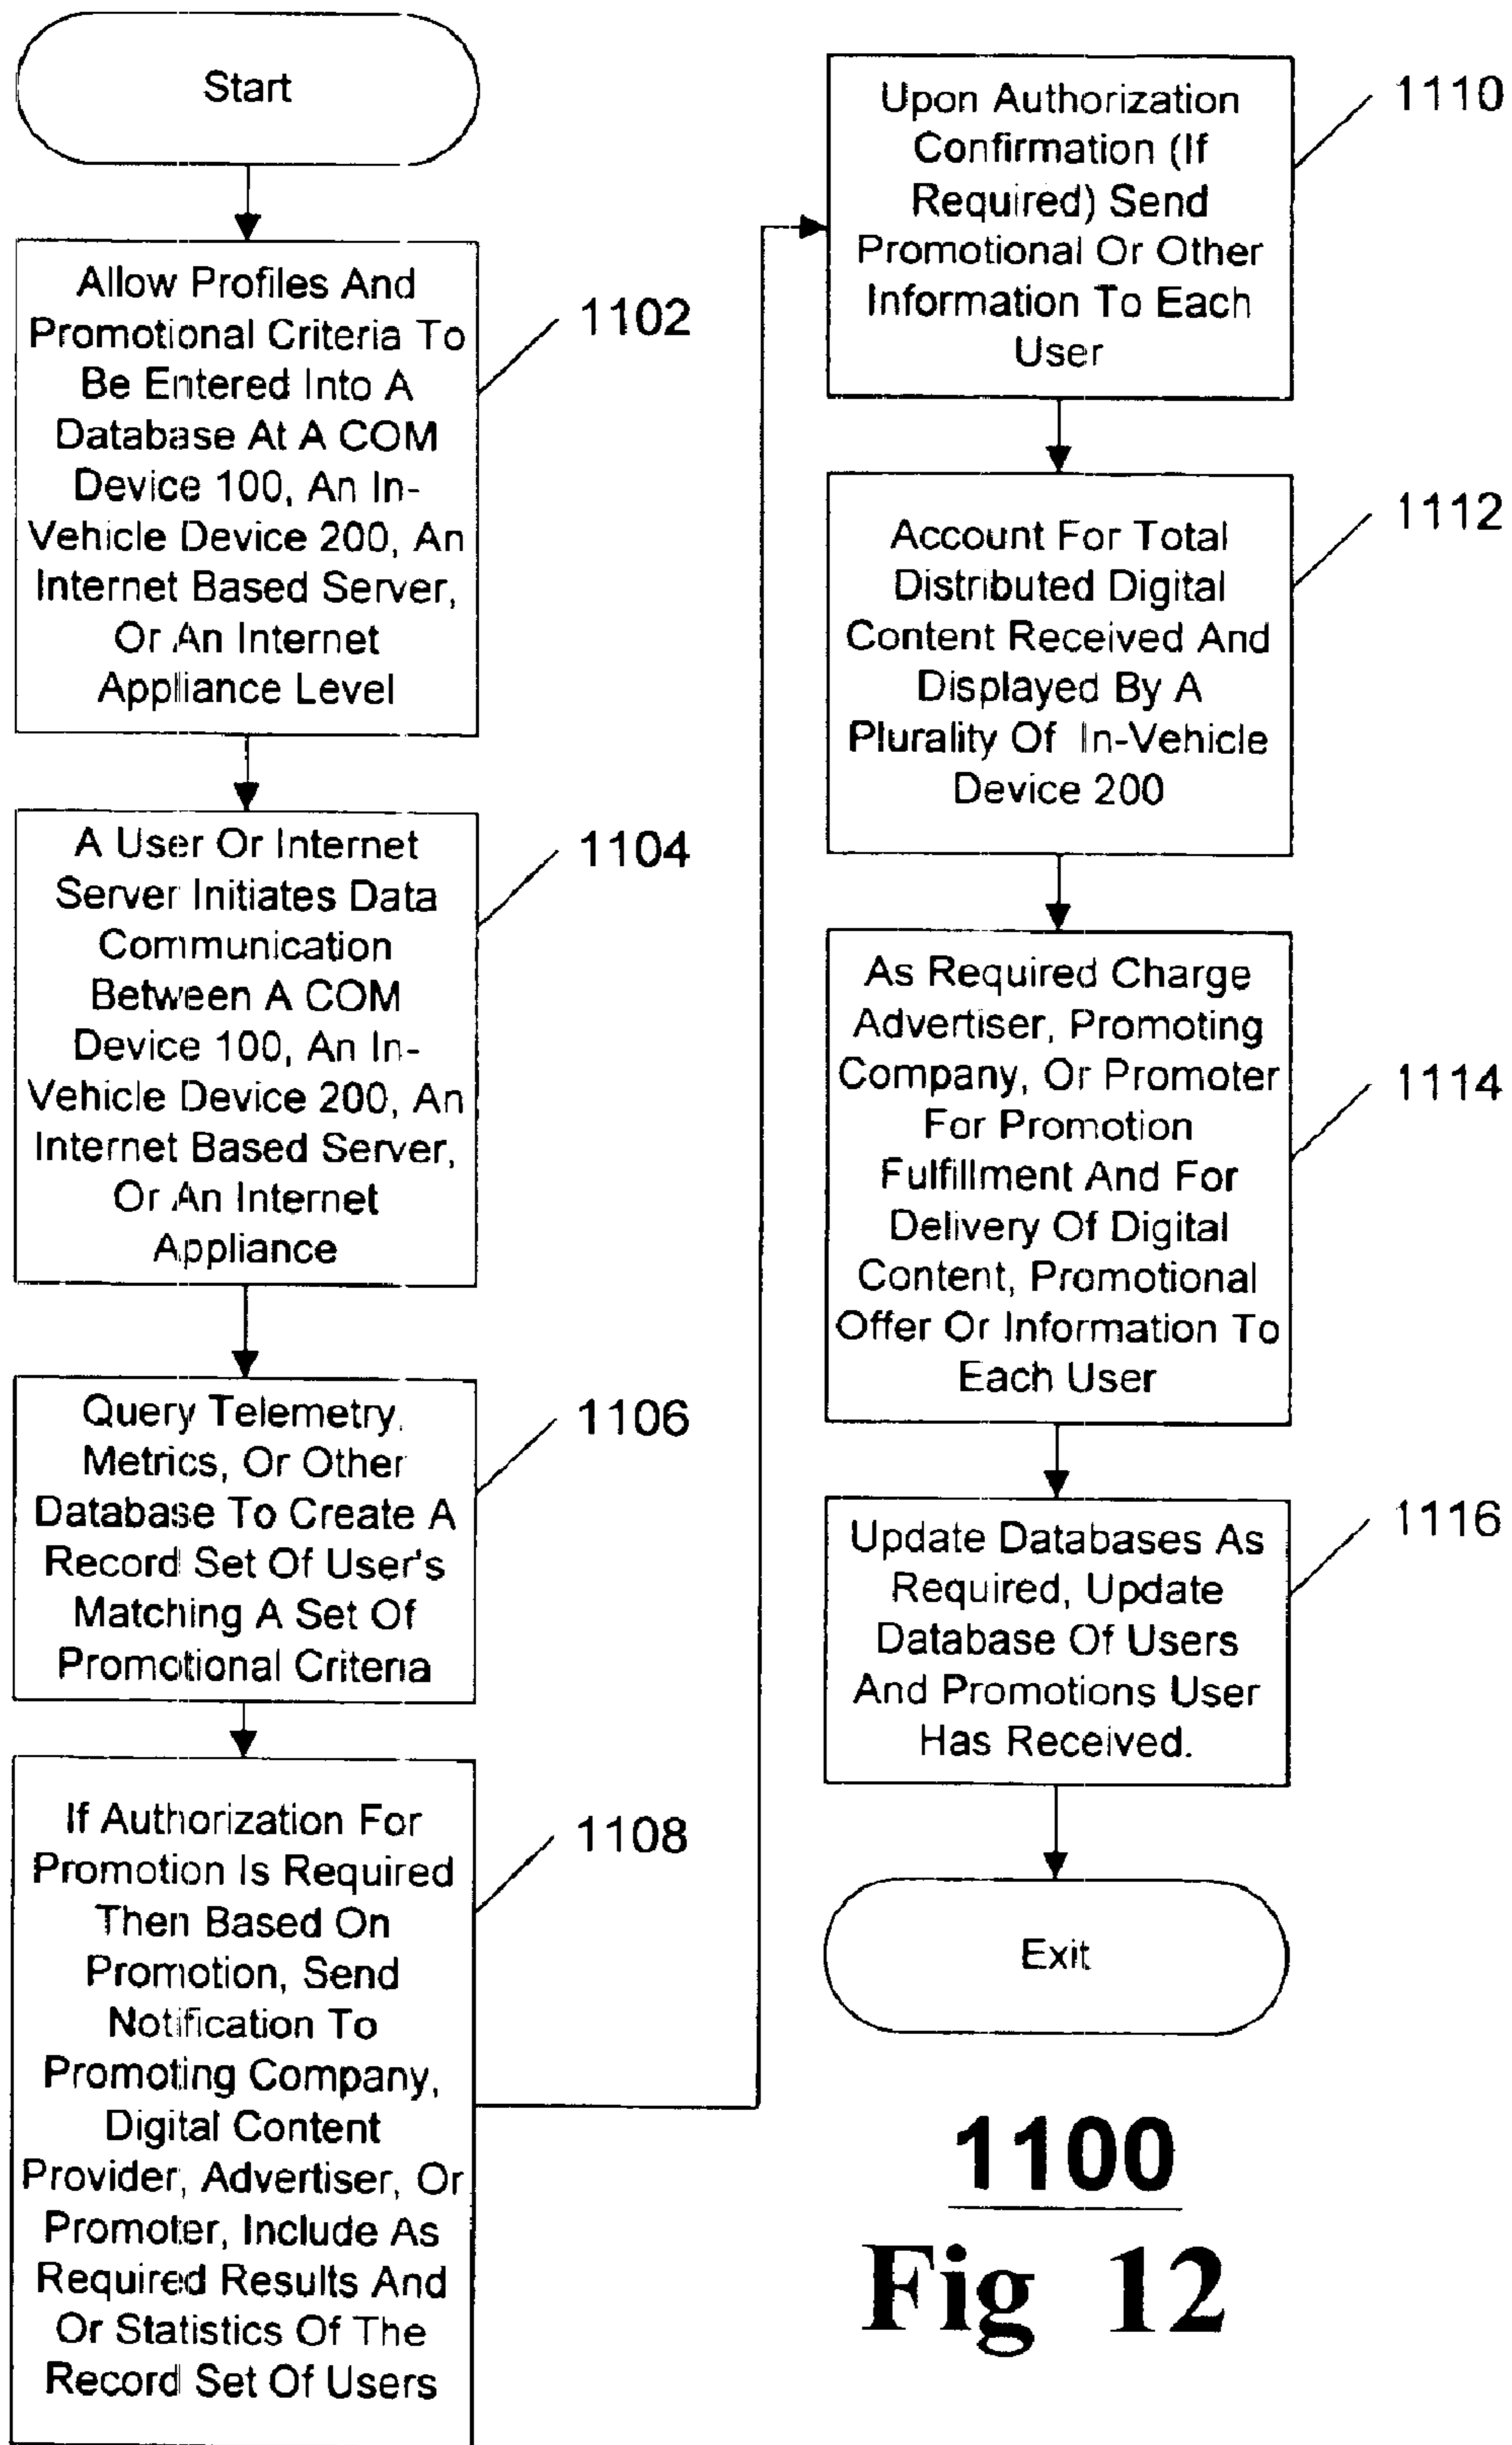 Start
Allow Profiles And
Promotional Criteria To
Be Entered Into A
Database At A COM
Device 100, An In-
Vehicle Device 200, An
Internet Based Server,
Or An Internet
Appliance Level
1102
A User Or Internet
Server Initiates Data
Communication
Between A COM
Device 100, An In-
Vehicle Device 200, An
Internet Based Server,
Or An Internet
Appliance
1104
Query Telemetry,
Metrics, Or Other
Database To Create A
Record Set Of User's
Matching A Set Of
Promotional Criteria
1106
If Authorization For
Promotion Is Required
Then Based On
Promotion, Send
Notification To
Promoting Company,
Digital Content
Provider, Advertiser, Or
Promoter, Include As
Required Results And
Or Statistics Of The
Record Set Of Users
1108
Upon Authorization
Confirmation (If
Required) Send
Promotional Or Other
Information To Each
User
1110
Account For Total
Distributed Digital
Content Received And
Displayed By A
Plurality Of In-Vehicle
Device 200
1112
As Required Charge
Advertiser, Promoting
Company, Or Promoter
For Promotion
Fulfillment And For
Delivery Of Digital
Content, Promotional
Offer Or Information To
Each User
1114
Update Databases As
Required, Update
Database Of Users
And Promotions User
Has Received.
1116
Exit
1100
Fig 12